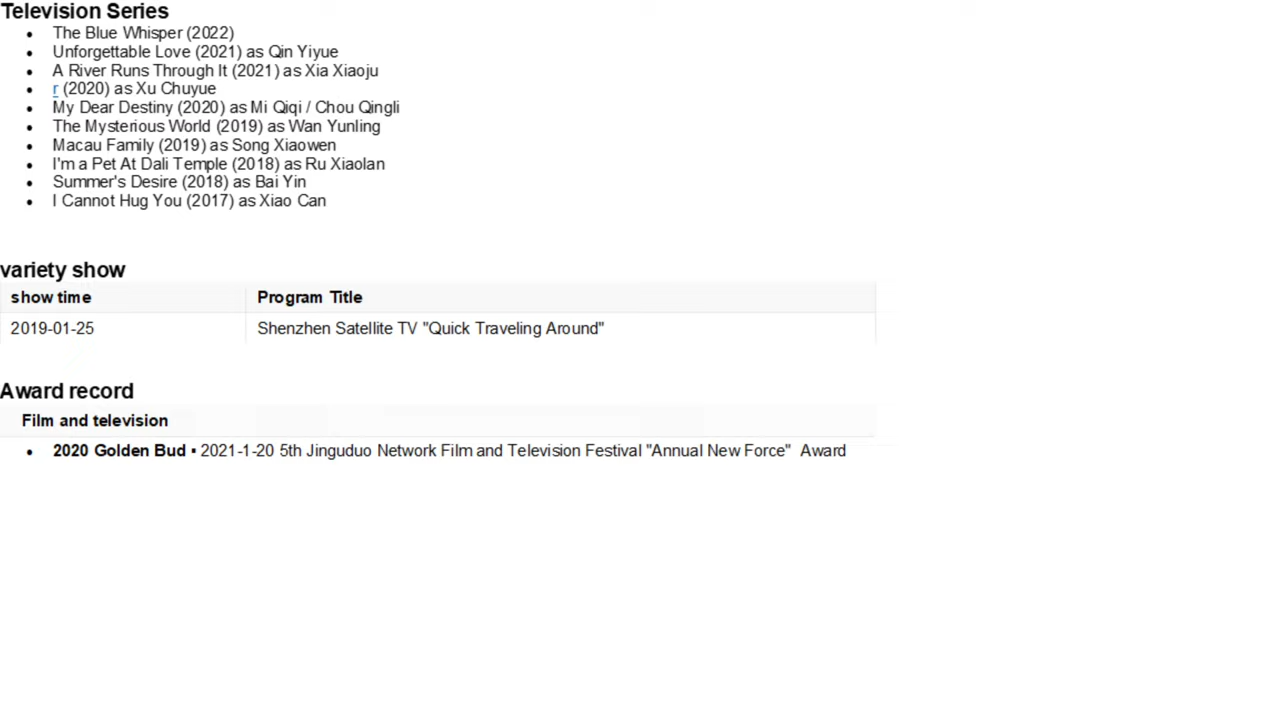 Television Series
• The Blue Whisper (2022)
• Unforgettable Love (2021) as Qin Yiyue
• A River Runs Through It (2021) as Xia Xiaoju
• r (2020) as Xu Chuyue
• My Dear Destiny (2020) as Mi Qiqi / Chou Qingli
• The Mysterious World (2019) as Wan Yunling
• Macau Family (2019) as Song Xiaowen
• I'm a Pet At Dali Temple (2018) as Ru Xiaolan
• Summer's Desire (2018) as Bai Yin
• I Cannot Hug You (2017) as Xiao Can
variety show
show time Program Title
2019-01-25 Shenzhen Satellite TV "Quick Traveling Around"
Award record
Film and television
• 2020 Golden Bud ▪ 2021-1-20 5th Jinguduo Network Film and Television Festival "Annual New Force" Award